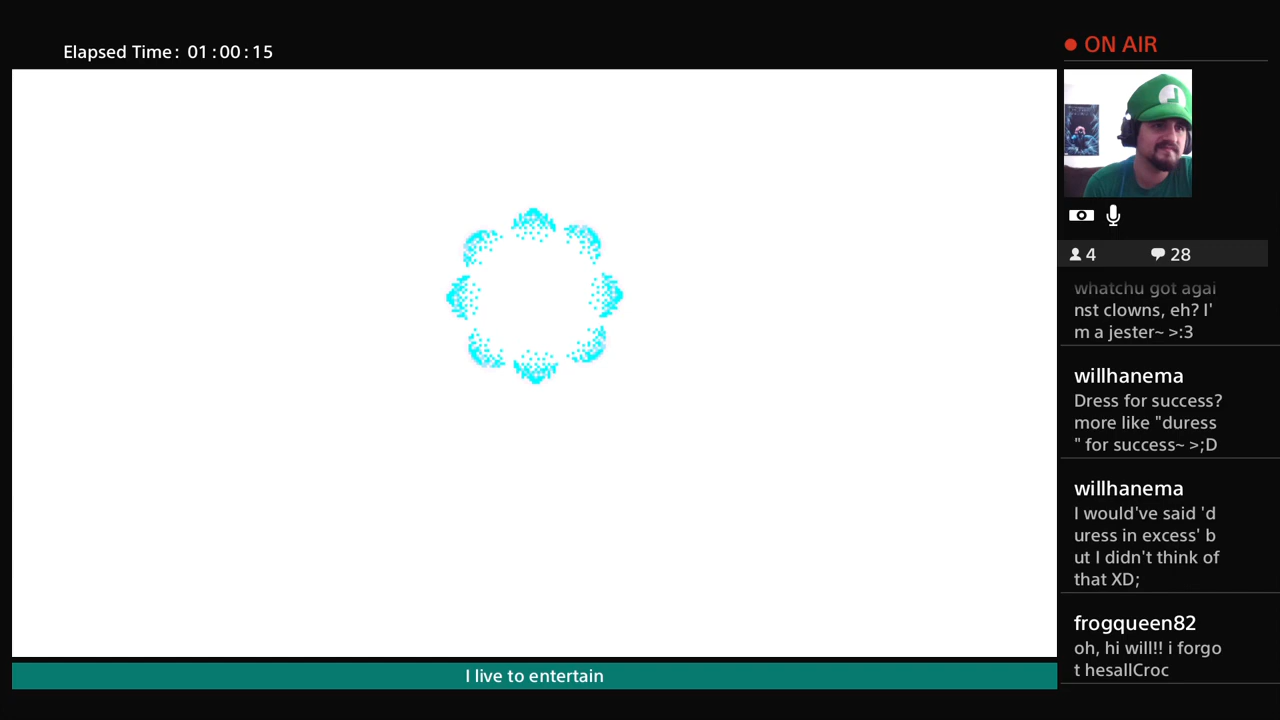 Elapsed Time: 01:00:15
ON AIR
4
28
whatchu got agai
nst clowns, eh? I'
m a jester~ >:3
willhanema
Dress for success?
more like "duress
" for success~ >;D
willhanema
I would've said 'd
uress in excess' b
ut I didn't think of
that XD;
frogqueen82
oh, hi will!! i forgo
t hesallCroc
I live to entertain